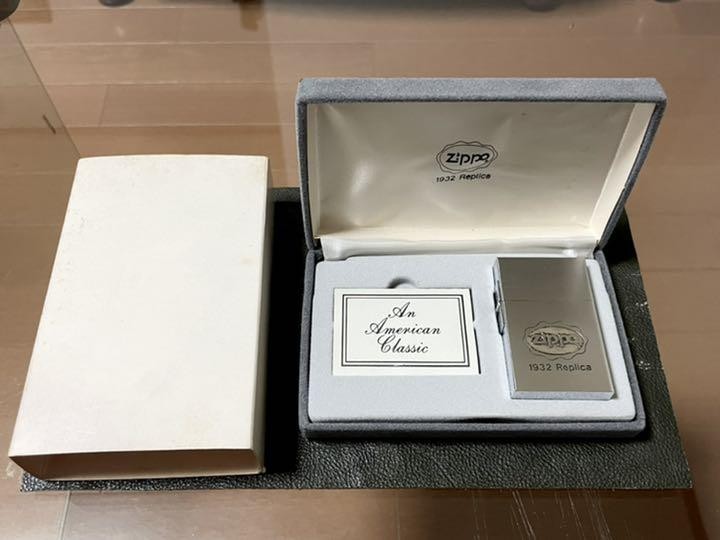 Zippo
1932 Replica
An
American
Classic
Zippo
1932 Replica